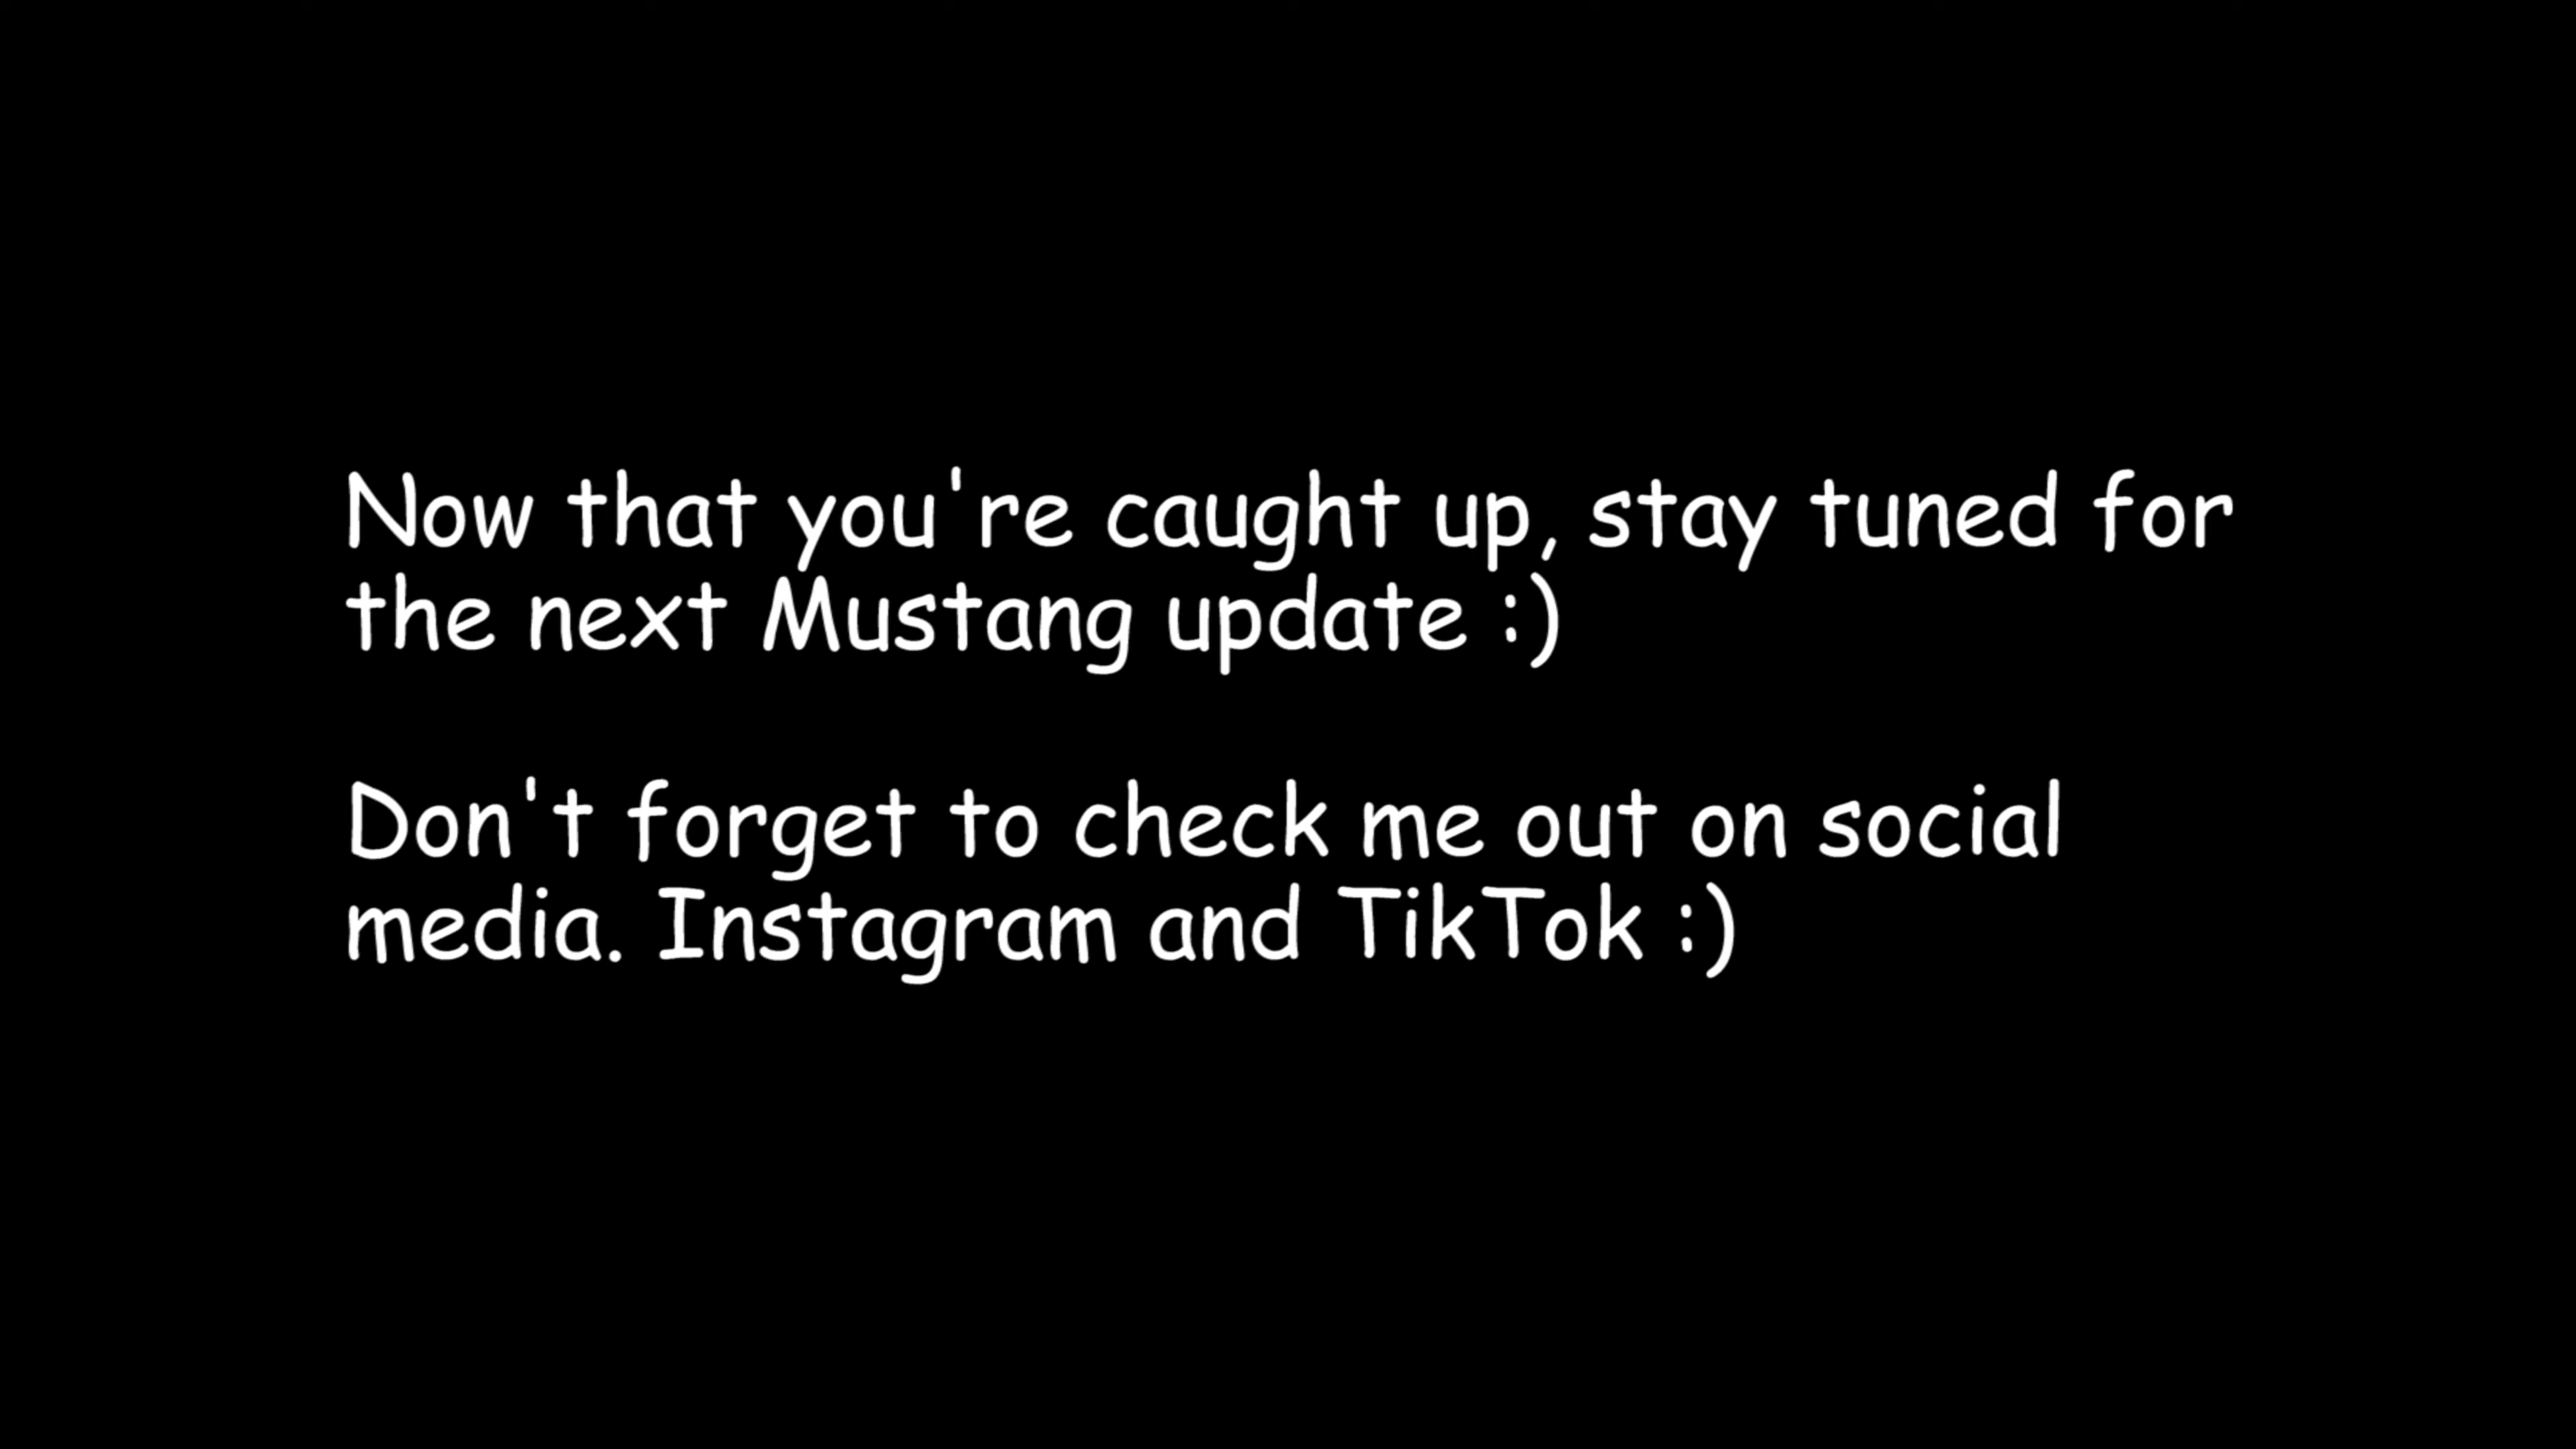 Now that you're caught up, stay tuned for
the next Mustang update :)
Don't forget to check me out on social
media. Instagram and TikTok :)